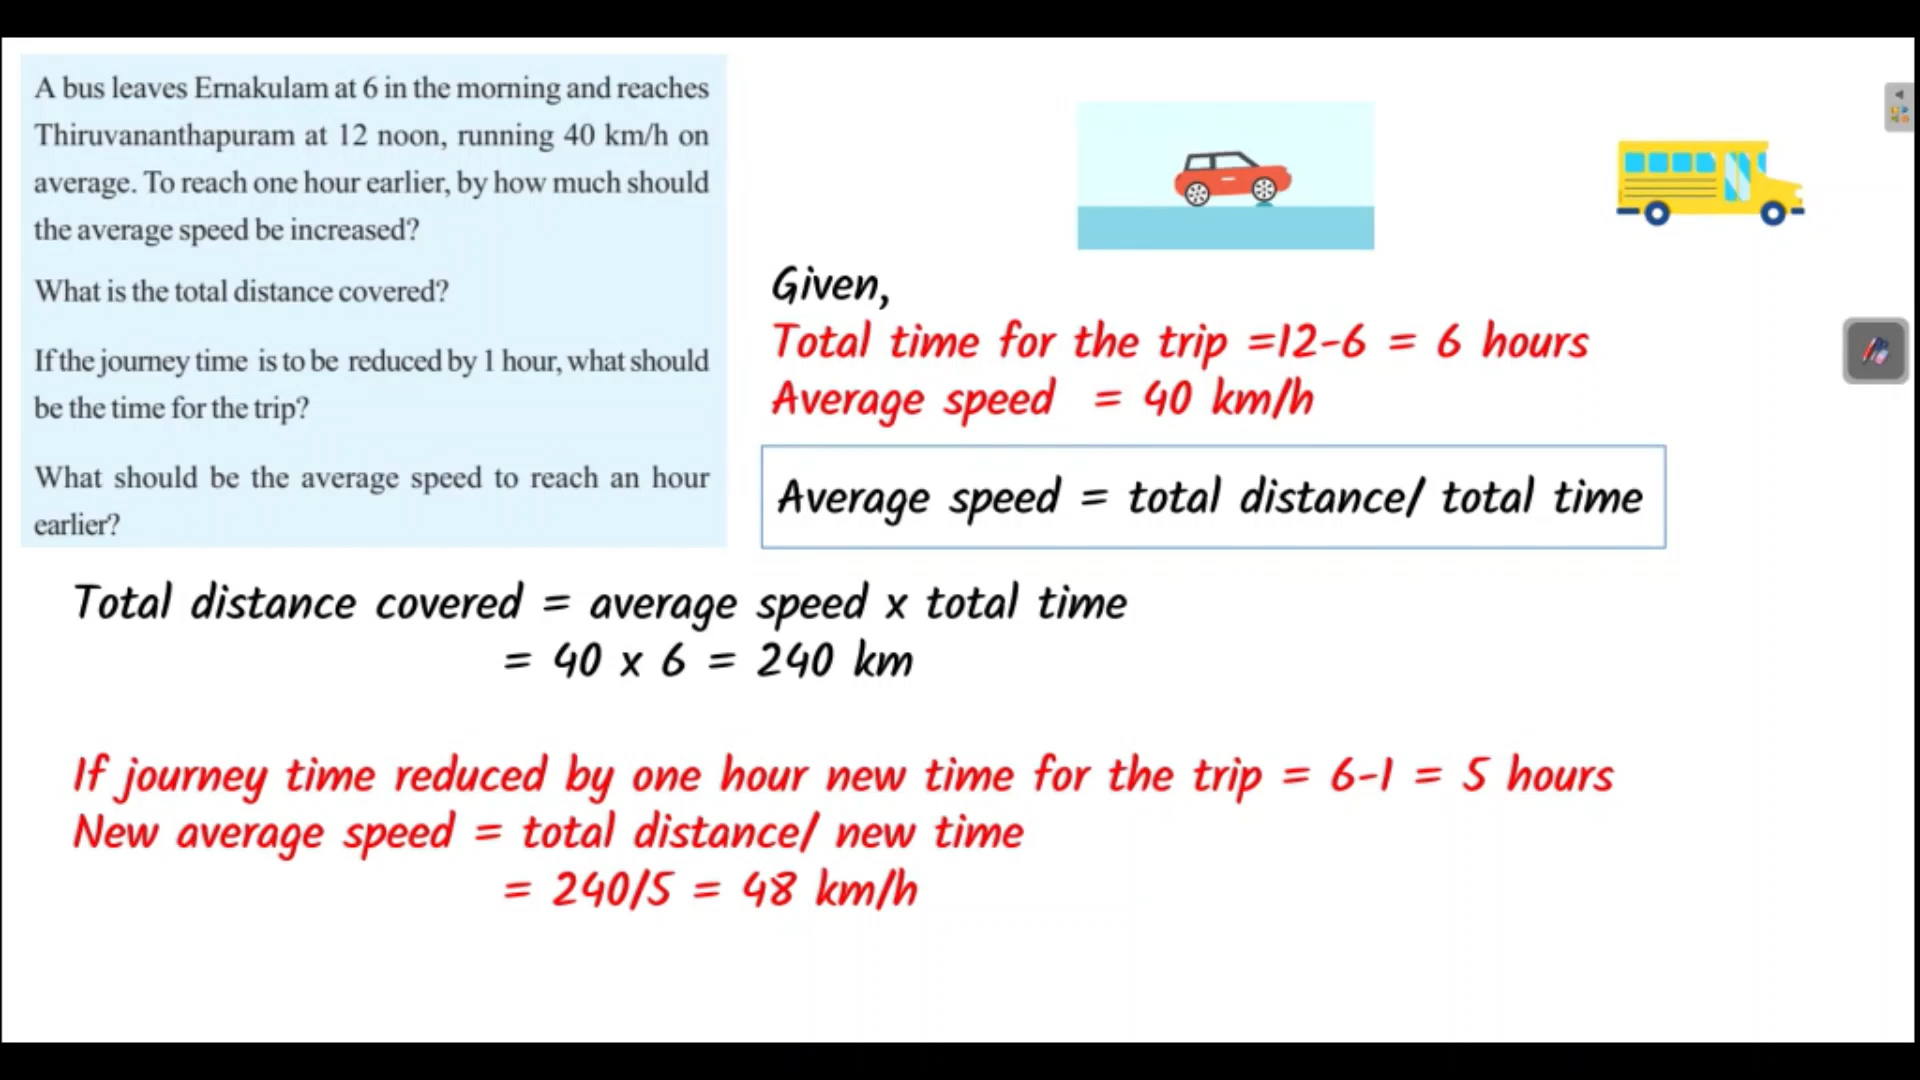 A bus leaves Ernakulam at 6 in the morning and reaches
Thiruvananthapuram at 12 noon, running 40 km/h on
average. To reach one hour earlier, by how much should
the average speed be increased?
What is the total distance covered?
If the journey time is to be reduced by 1 hour, what should
be the time for the trip?
What should be the average speed to reach an hour
earlier?
Given,
Total time for the trip =12-6 = 6 hours
Average speed = 40 km/h
Average speed = total distance/ total time
Total distance covered = average speed x total time
= 40 x 6 = 240 km
If journey time reduced by one hour new time for the trip = 6-1 = 5 hours
New average speed = total distance/ new time
= 240/5 = 48 km/h